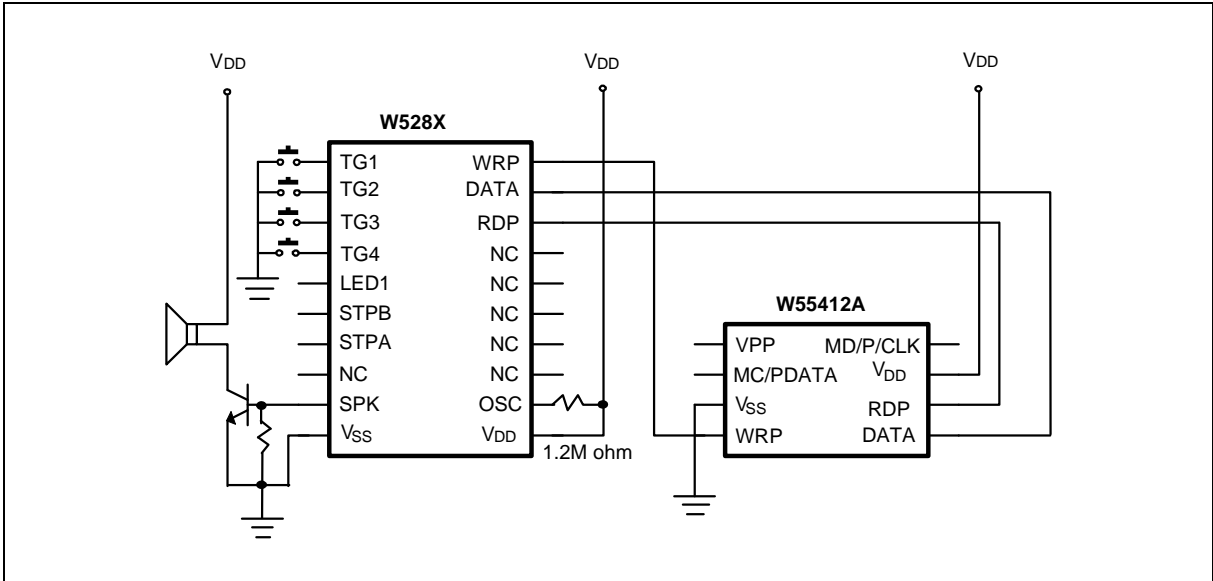 VDD
VDD
VDD
W528X
TG1
TG2
TG3
TG4
LED1
STPB
STPA
NC
SPK
VSS
WRP
DATA
RDP
NC
NC
NC
NC
NC
OSC
VDD
1.2M ohm
W55412A
VPP
MC/PDATA
VSS
WRP
MD/P/CLK
VDD
RDP
DATA